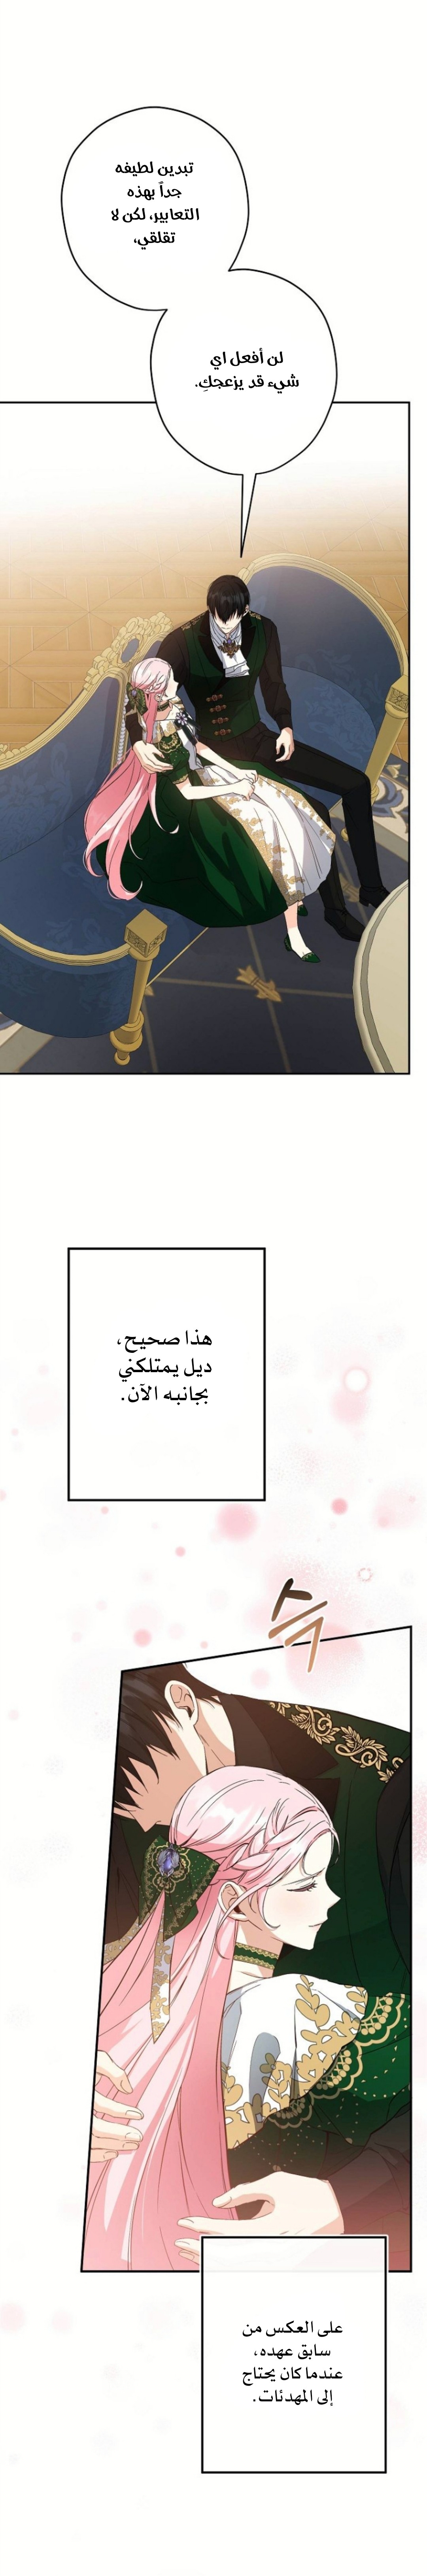 تبدين لطيفه
جداً بهذه
التعابير، لكن لا
تقلقي،
لن أفعل اي
شيء قد يزعجكِ.
هذا صحيح،
ديل يمتلكني
بجانبه الآن.
슥
على العكس من
سابق عهده،
عندما كان يحتاج
إلى المهدئات.